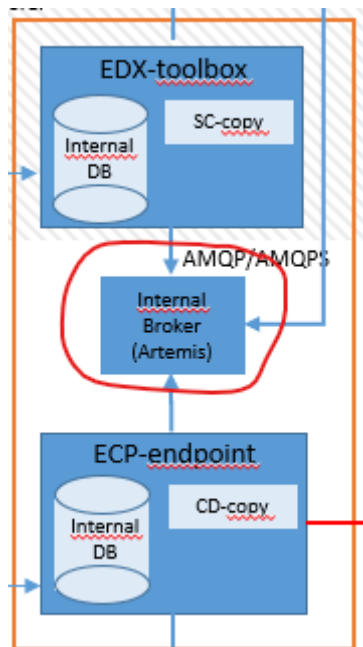 EDX-toolbox
SC-copy
Internal
DB
AMQP/AMQPS
Internal
Broker
(Artemis)
ECP-endpoint
CD-copy
Internal
DB